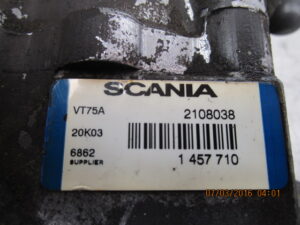 SCANIA
VT75A 2108038
20K03
6862
SUPPLIER 1 457 710
07/03/2016 04:01